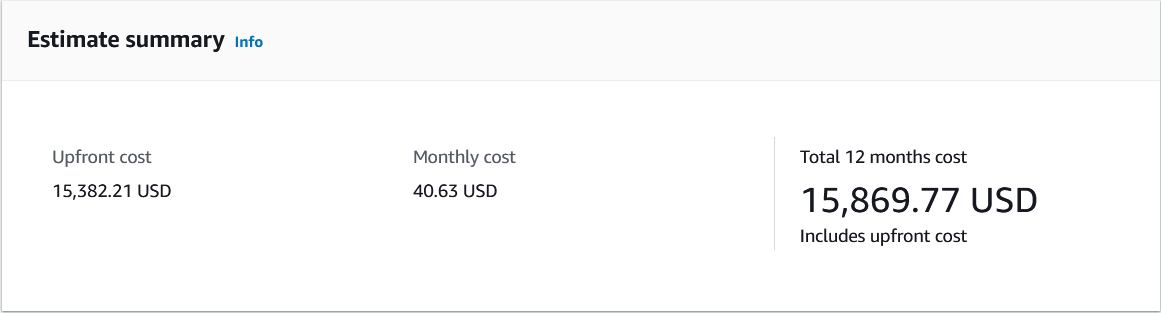 Estimate summary Info
Upfront cost
15,382.21 USD
Monthly cost
40.63 USD
Total 12 months cost
15,869.77 USD
Includes upfront cost